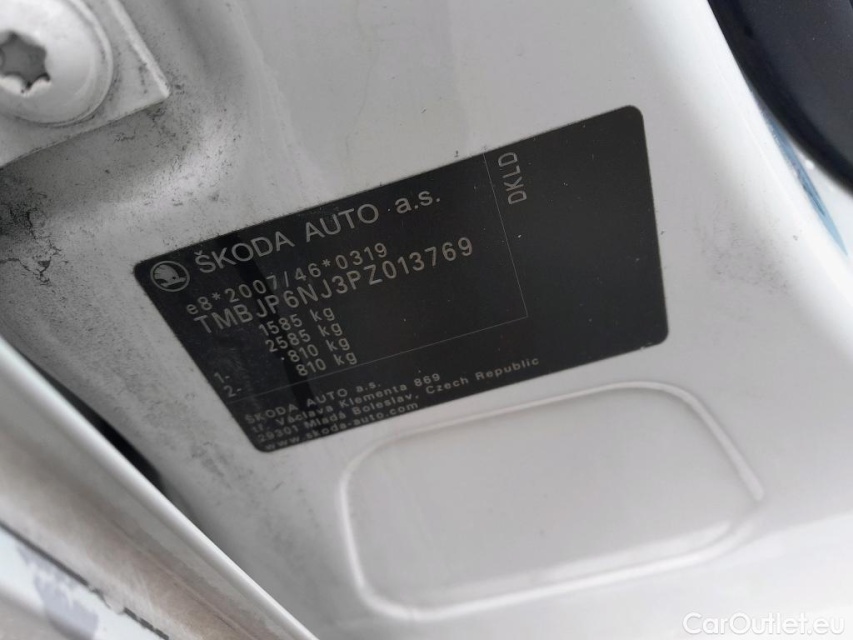 ŠKODA AUTO a.s.
DKLD
e8*2007/46*0319
TMBJP6NJ3PZ013769
1585 kg
2585 kg
1. 810 kg
2. 810 kg
ŠKODA AUTO a.s.
tř. Václava Klementa 869
29301 Mladá Boleslav, Czech Republic
www.skoda-auto.com
CarOutlet.eu